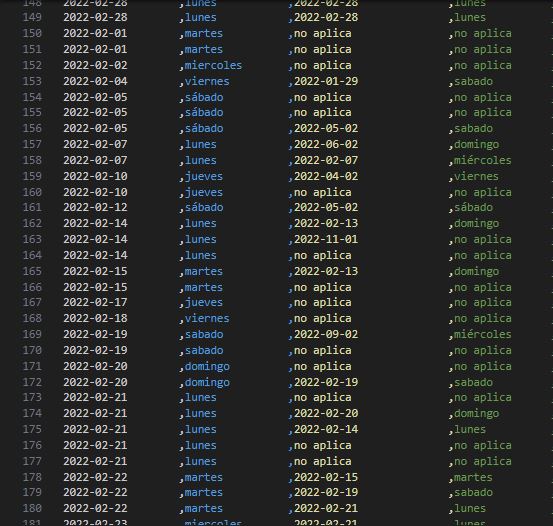 148 2022-02-28 ,lunes ,2022-02-28 ,lunes
149 2022-02-28 ,lunes ,2022-02-28 ,lunes
150 2022-02-01 ,martes ,no aplica ,no aplica
151 2022-02-01 ,martes ,no aplica ,no aplica
152 2022-02-02 ,miercoles ,no aplica ,no aplica
153 2022-02-04 ,viernes ,2022-01-29 ,sabado
154 2022-02-05 ,sábado ,no aplica ,no aplica
155 2022-02-05 ,sábado ,no aplica ,no aplica
156 2022-02-05 ,sábado ,2022-05-02 ,sabado
157 2022-02-07 ,lunes ,2022-06-02 ,domingo
158 2022-02-07 ,lunes ,2022-02-07 ,miércoles
159 2022-02-10 ,jueves ,2022-04-02 ,viernes
160 2022-02-10 ,jueves ,no aplica ,no aplica
161 2022-02-12 ,sábado ,2022-05-02 ,sábado
162 2022-02-14 ,lunes ,2022-02-13 ,domingo
163 2022-02-14 ,lunes ,2022-11-01 ,no aplica
164 2022-02-14 ,lunes ,no aplica ,no aplica
165 2022-02-15 ,martes ,2022-02-13 ,domingo
166 2022-02-15 ,martes ,no aplica ,no aplica
167 2022-02-17 ,jueves ,no aplica ,no aplica
168 2022-02-18 ,viernes ,no aplica ,no aplica
169 2022-02-19 ,sabado ,2022-09-02 ,miércoles
170 2022-02-19 ,sabado ,no aplica ,no aplica
171 2022-02-20 ,domingo ,no aplica ,no aplica
172 2022-02-20 ,domingo ,2022-02-19 ,sabado
173 2022-02-21 ,lunes ,no aplica ,no aplica
174 2022-02-21 ,lunes ,2022-02-20 ,domingo
175 2022-02-21 ,lunes ,2022-02-14 ,lunes
176 2022-02-21 ,lunes ,no aplica ,no aplica
177 2022-02-21 ,lunes ,no aplica ,no aplica
178 2022-02-22 ,martes ,2022-02-15 ,martes
179 2022-02-22 ,martes ,2022-02-19 ,sabado
180 2022-02-22 ,martes ,2022-02-21 ,lunes
181 2022-02-23 ,miercoles ,2022-02-21 ,lunes